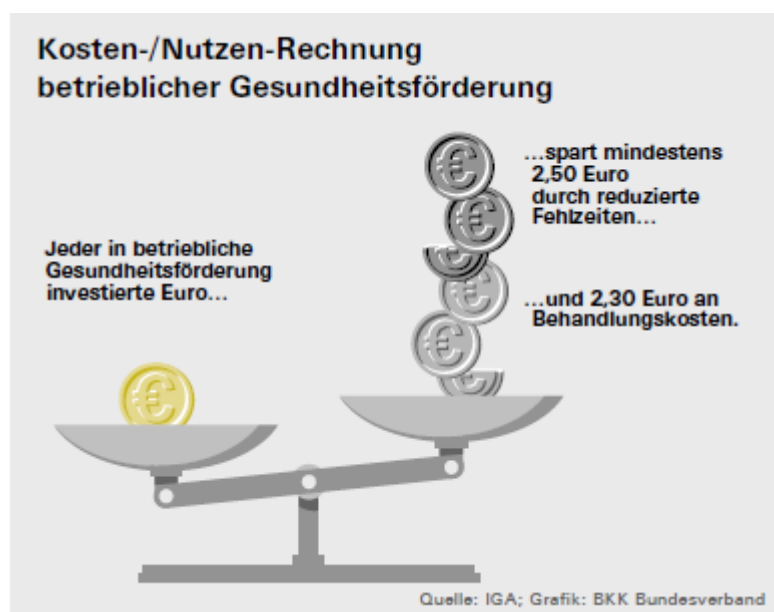 Kosten-/Nutzen-Rechnung
betrieblicher Gesundheitsförderung
Jeder in betriebliche
Gesundheitsförderung
investierte Euro...
...spart mindestens
2,50 Euro
durch reduzierte
Fehlzeiten...
...und 2,30 Euro an
Behandlungskosten.
€
€
€
€
€
€
€
Quelle: IGA; Grafik: BKK Bundesverband